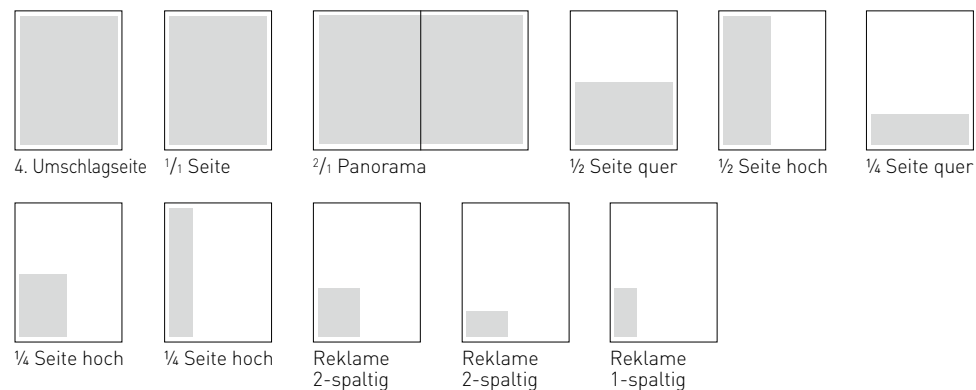 4. Umschlagseite
¹/₁ Seite
²/₁ Panorama
½ Seite quer
½ Seite hoch
¼ Seite quer
¼ Seite hoch
¼ Seite hoch
Reklame
2-spaltig
Reklame
2-spaltig
Reklame
1-spaltig